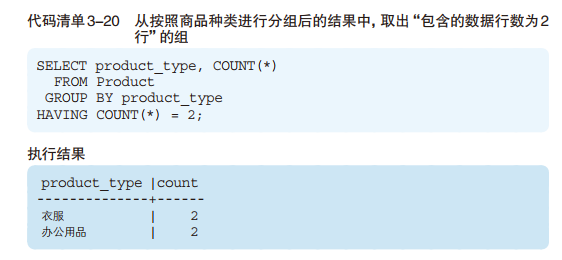 代码清单3-20 从按照商品种类进行分组后的结果中，取出“包含的数据行数为2
行”的组
SELECT product_type, COUNT(*)
  FROM Product
 GROUP BY product_type
HAVING COUNT(*) = 2;
执行结果
product_type |count
--------------+------
衣服 | 2
办公用品 | 2